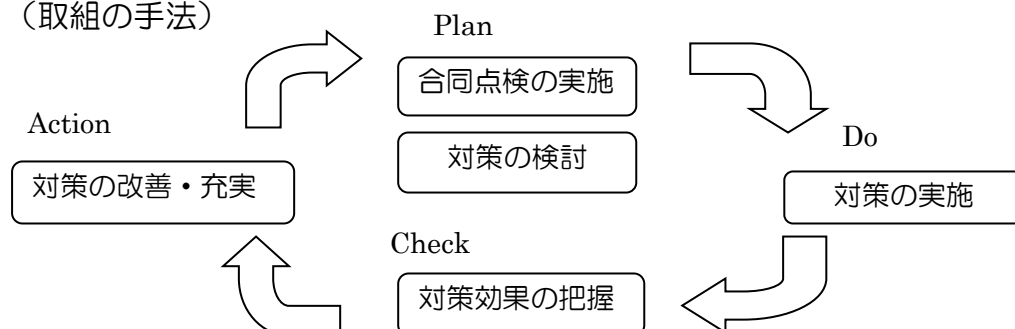 （取組の手法）
Plan
合同点検の実施
対策の検討
Do
対策の実施
Check
対策効果の把握
Action
対策の改善・充実